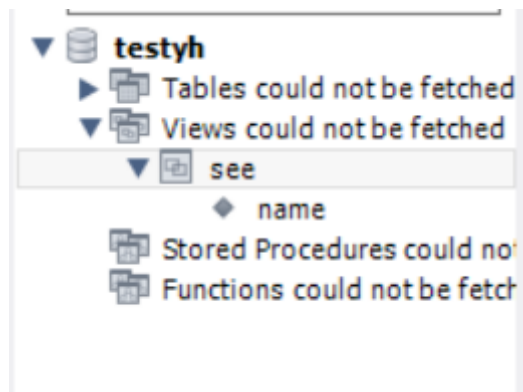 testyh
Tables could not be fetched
Views could not be fetched
see
name
Stored Procedures could no
Functions could not be fetch